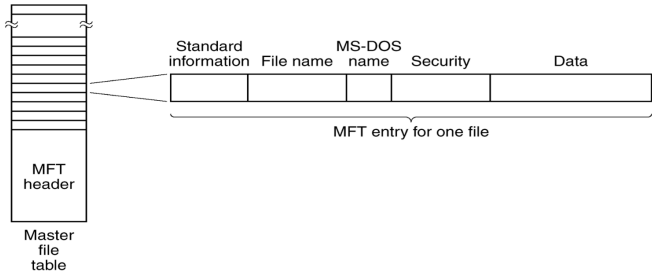 Standard
information
File name
MS-DOS
name
Security
Data
MFT entry for one file
MFT
header
Master
file
table